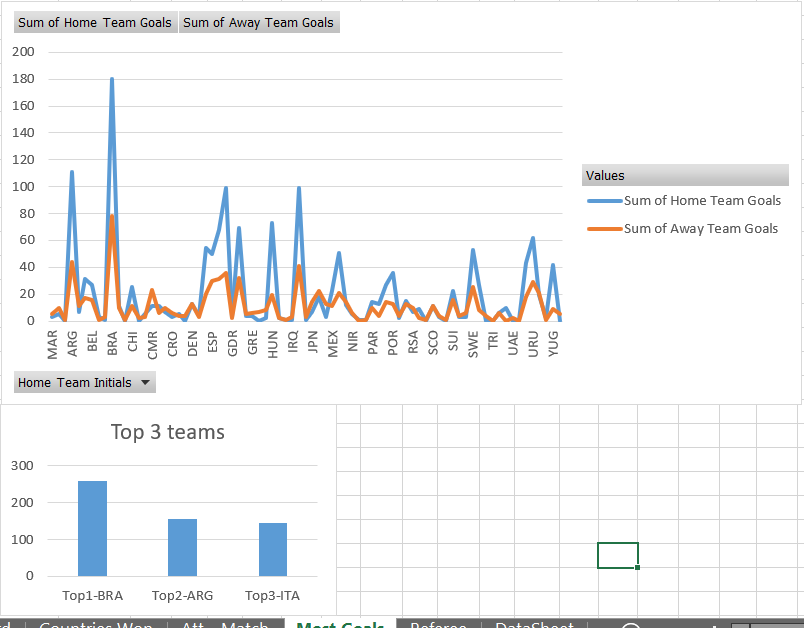 Sum of Home Team Goals Sum of Away Team Goals
200
180
160
140
120
100
80
60
40
20
0
MAR ARG BEL BRA CHI CMR CRO DEN ESP GDR GRE HUN IRQ JPN MEX NIR PAR POR RSA SCO SUI SWE TRI UAE URU YUG
Values
Sum of Home Team Goals
Sum of Away Team Goals
Home Team Initials
Top 3 teams
300
200
100
0
Top1-BRA Top2-ARG Top3-ITA
Countries Won Att - Match Most Goals Referee DataSheet